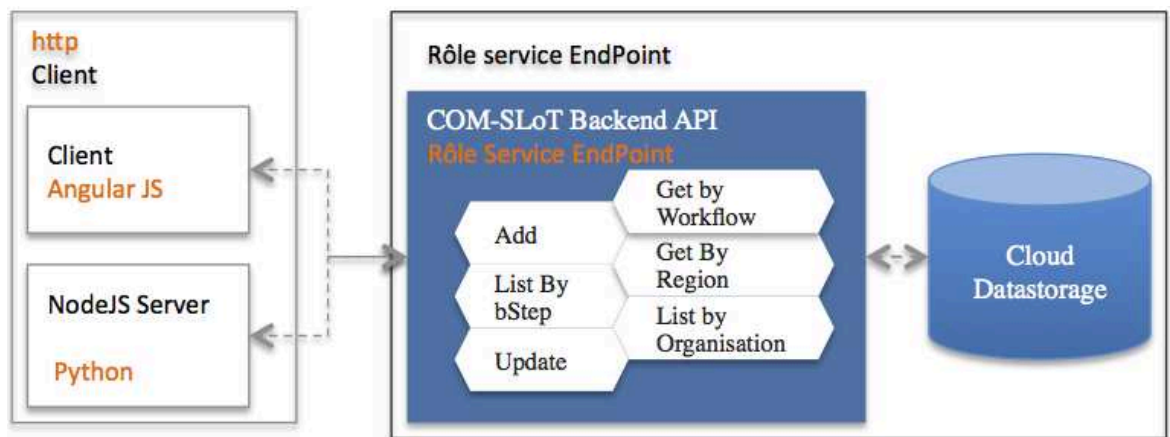 http
Client
Client
Angular JS
NodeJS Server
Python
Rôle service EndPoint
COM-SLoT Backend API
Rôle Service EndPoint
Add
List By
bStep
Update
Get by
Workflow
Get By
Region
List by
Organisation
Cloud
Datastorage